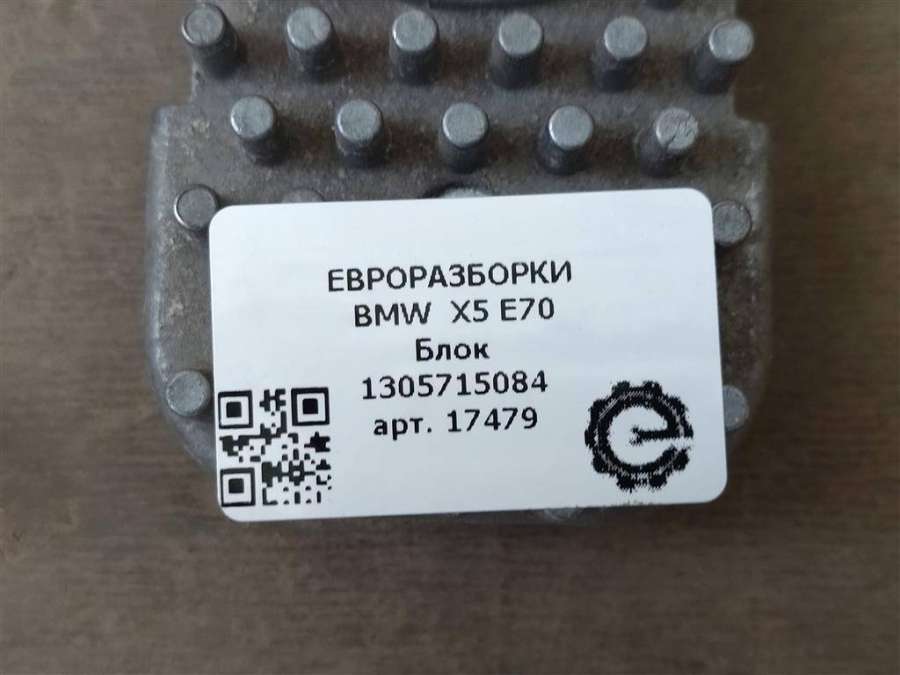 ЕВРОРАЗБОРКИ
BMW X5 E70
Блок
1305715084
арт. 17479